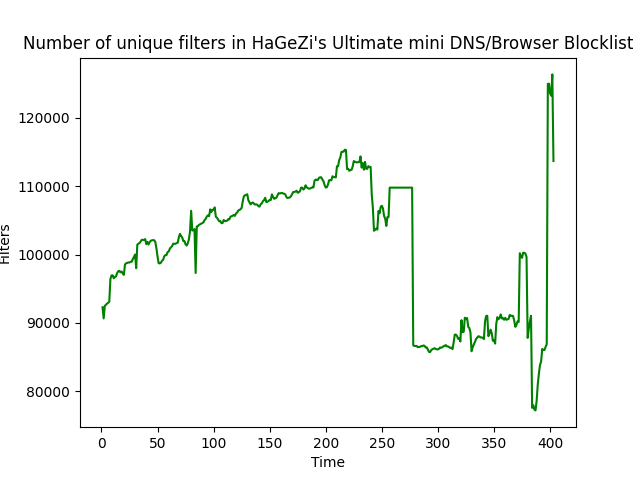 Number of unique filters in HaGeZi's Ultimate mini DNS/Browser Blocklist
Filters
120000
110000
100000
90000
80000
0 50 100 150 200 250 300 350 400
Time